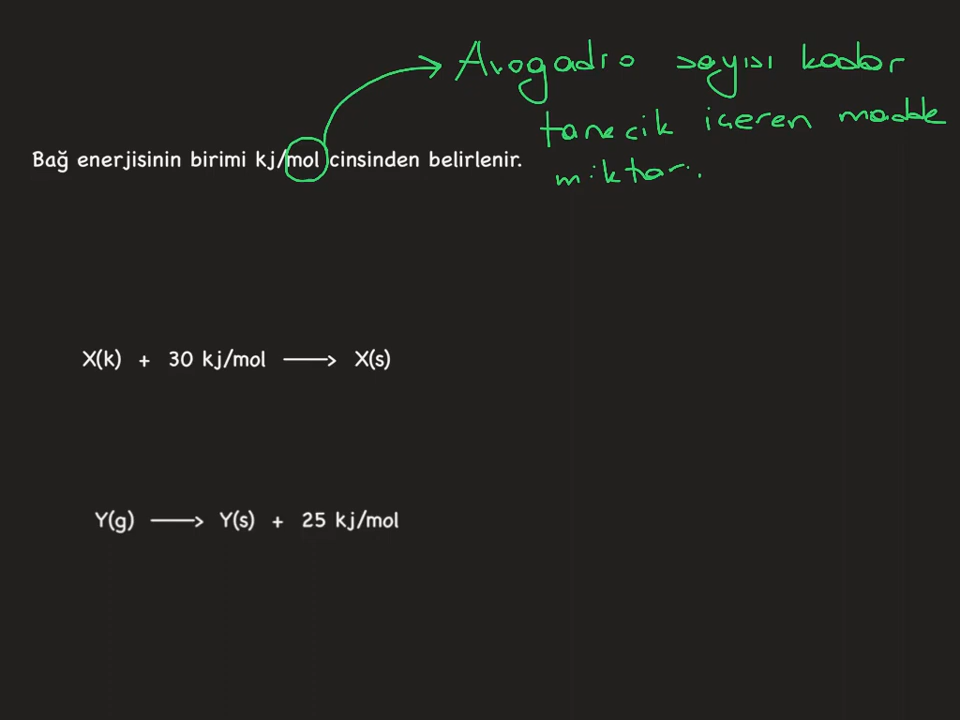 Avogadro sayısı kadar
tanecik içeren madde
miktarı.
Bağ enerjisinin birimi kj/mol cinsinden belirlenir.
X(k) + 30 kj/mol ⟶ X(s)
Y(g) ⟶ Y(s) + 25 kj/mol